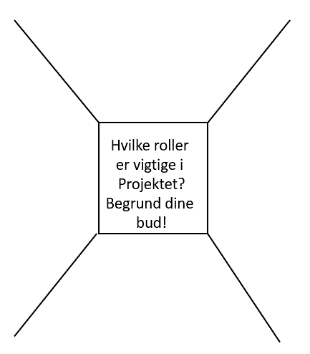 Hvilke roller
er vigtige i
Projektet?
Begrund dine
bud!